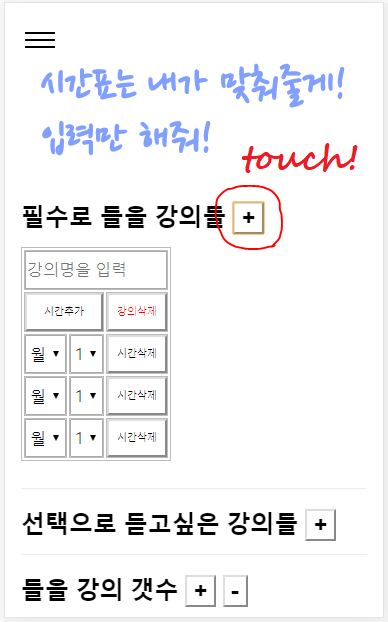 시간표는 내가 맞춰줄게!
입력만 해줘!
touch!
필수로 들을 강의들 +
강의명을 입력
시간추가 강의삭제
월 ▼ 1 ▼ 시간삭제
월 ▼ 1 ▼ 시간삭제
월 ▼ 1 ▼ 시간삭제
선택으로 듣고싶은 강의들 +
들을 강의 갯수 + -